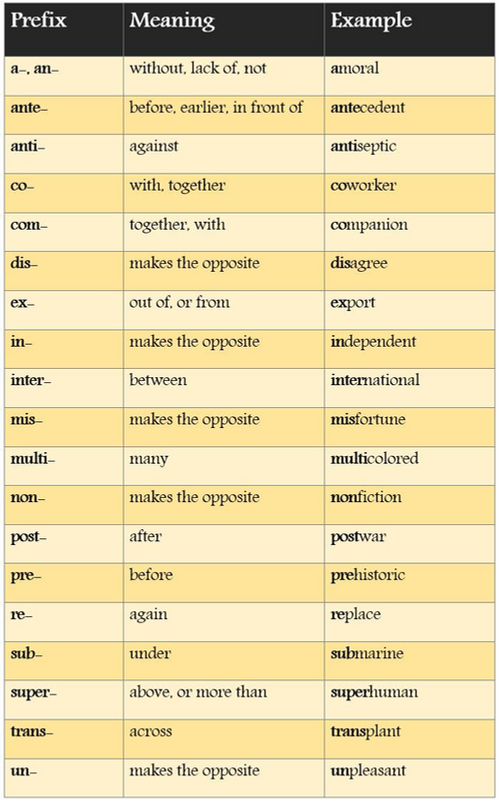 Prefix Meaning Example
a-, an- without, lack of, not amoral
ante- before, earlier, in front of antecedent
anti- against antiseptic
co- with, together coworker
com- together, with companion
dis- makes the opposite disagree
ex- out of, or from export
in- makes the opposite independent
inter- between international
mis- makes the opposite misfortune
multi- many multicolored
non- makes the opposite nonfiction
post- after postwar
pre- before prehistoric
re- again replace
sub- under submarine
super- above, or more than superhuman
trans- across transplant
un- makes the opposite unpleasant